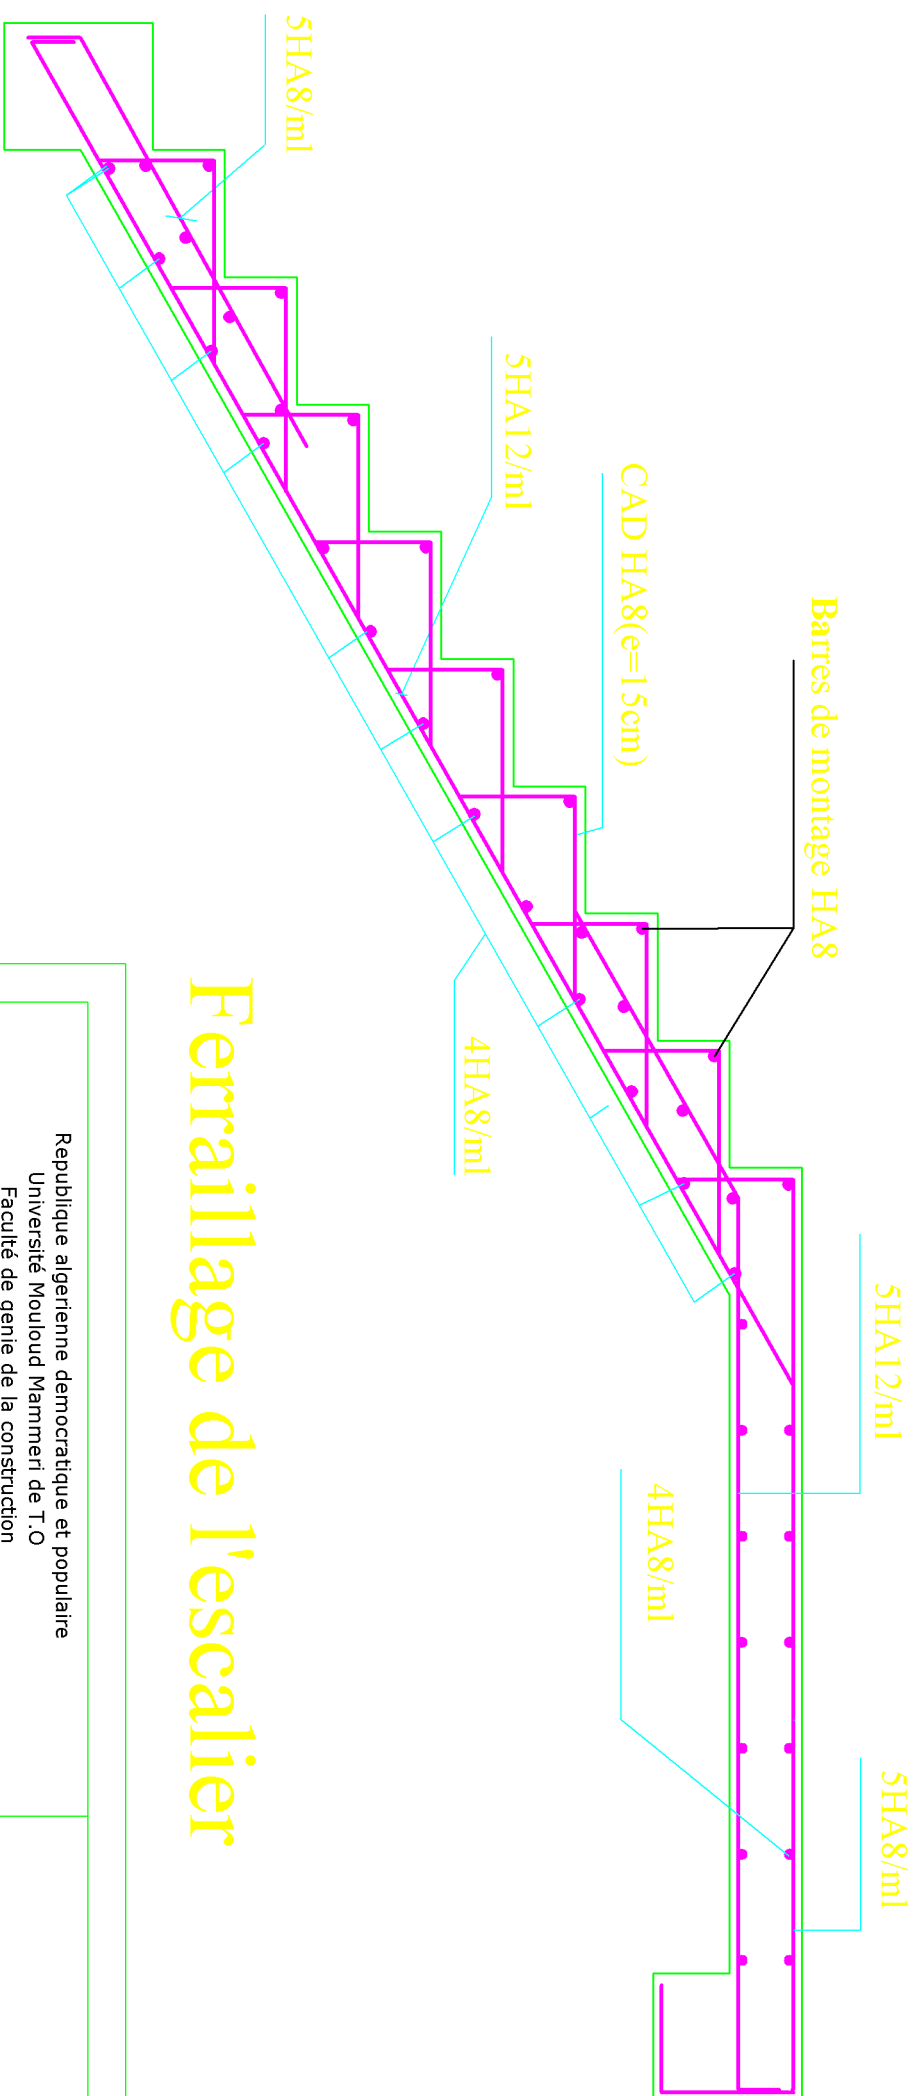 5HA8/ml
5HA12/ml
CAD HA8(e=15cm)
Barres de montage HA8
4HA8/ml
5HA12/ml
4HA8/ml
5HA8/ml
Ferraillage de l'escalier
Republique algerienne democratique et populaire
Université Mouloud Mammeri de T.O
Faculté de genie de la construction